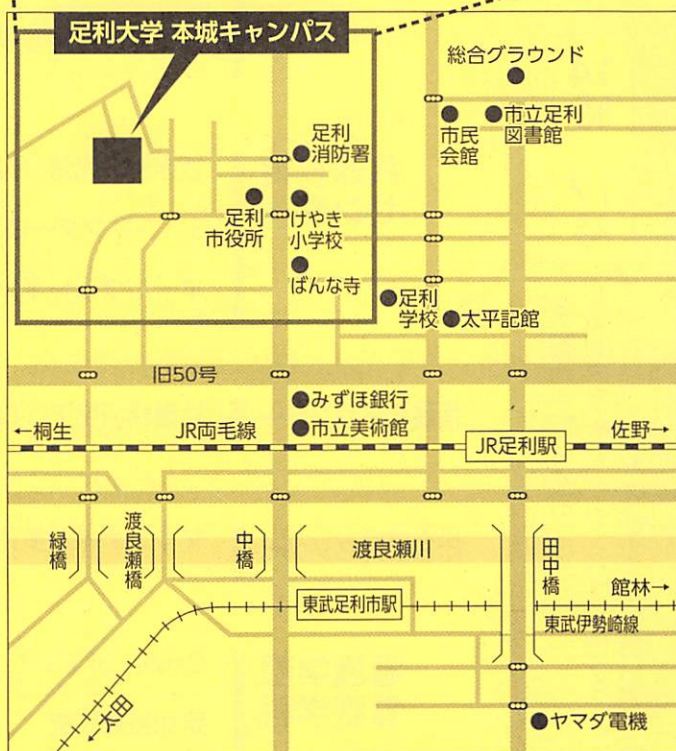 足利大学 本城キャンパス
総合グラウンド
市民
会館
市立足利
図書館
足利
消防署
足利
市役所
けやき
小学校
ばんな寺
足利
学校
太平記館
旧50号
みずほ銀行
市立美術館
←桐生
JR両毛線
JR足利駅
佐野→
緑橋
渡良瀬橋
中橋
渡良瀬川
田中橋
館林→
東武足利市駅
東武伊勢崎線
←太田
ヤマダ電機